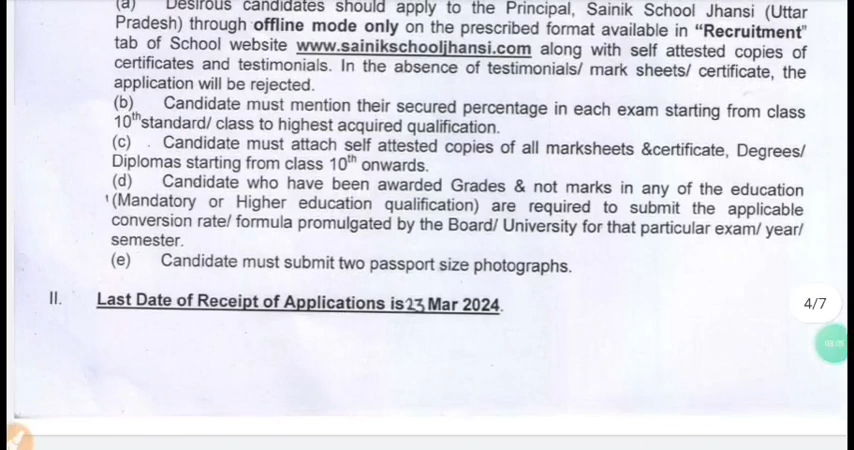 (a) Desirous candidates should apply to the Principal, Sainik School Jhansi (Uttar
Pradesh) through offline mode only on the prescribed format available in “Recruitment”
tab of School website www.sainikschooljhansi.com along with self attested copies of
certificates and testimonials. In the absence of testimonials/ mark sheets/ certificate, the
application will be rejected.
(b) Candidate must mention their secured percentage in each exam starting from class
10th standard/ class to highest acquired qualification.
(c) . Candidate must attach self attested copies of all marksheets &certificate, Degrees/
Diplomas starting from class 10th onwards.
(d) Candidate who have been awarded Grades & not marks in any of the education
(Mandatory or Higher education qualification) are required to submit the applicable
conversion rate/ formula promulgated by the Board/ University for that particular exam/ year/
semester.
(e) Candidate must submit two passport size photographs.
II. Last Date of Receipt of Applications is 23 Mar 2024.
4/7
03:05